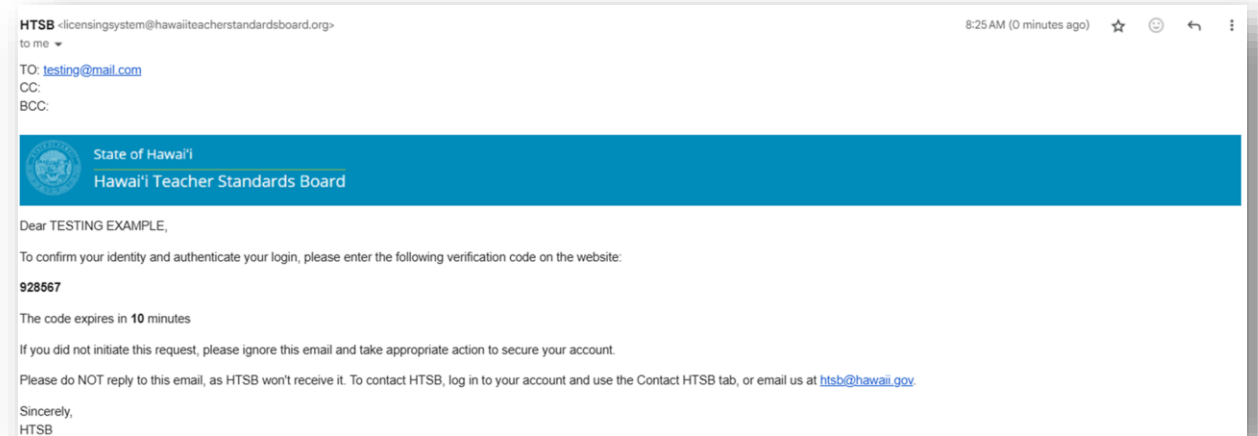 HTSB <licensingsystem@hawaiiteacherstandardsboard.org> 8:25 AM (0 minutes ago)
to me
TO: testing@mail.com
CC:
BCC:
State of Hawaiʻi
Hawaiʻi Teacher Standards Board
Dear TESTING EXAMPLE,
To confirm your identity and authenticate your login, please enter the following verification code on the website:
928567
The code expires in 10 minutes
If you did not initiate this request, please ignore this email and take appropriate action to secure your account.
Please do NOT reply to this email, as HTSB won't receive it. To contact HTSB, log in to your account and use the Contact HTSB tab, or email us at htsb@hawaii.gov.
Sincerely,
HTSB